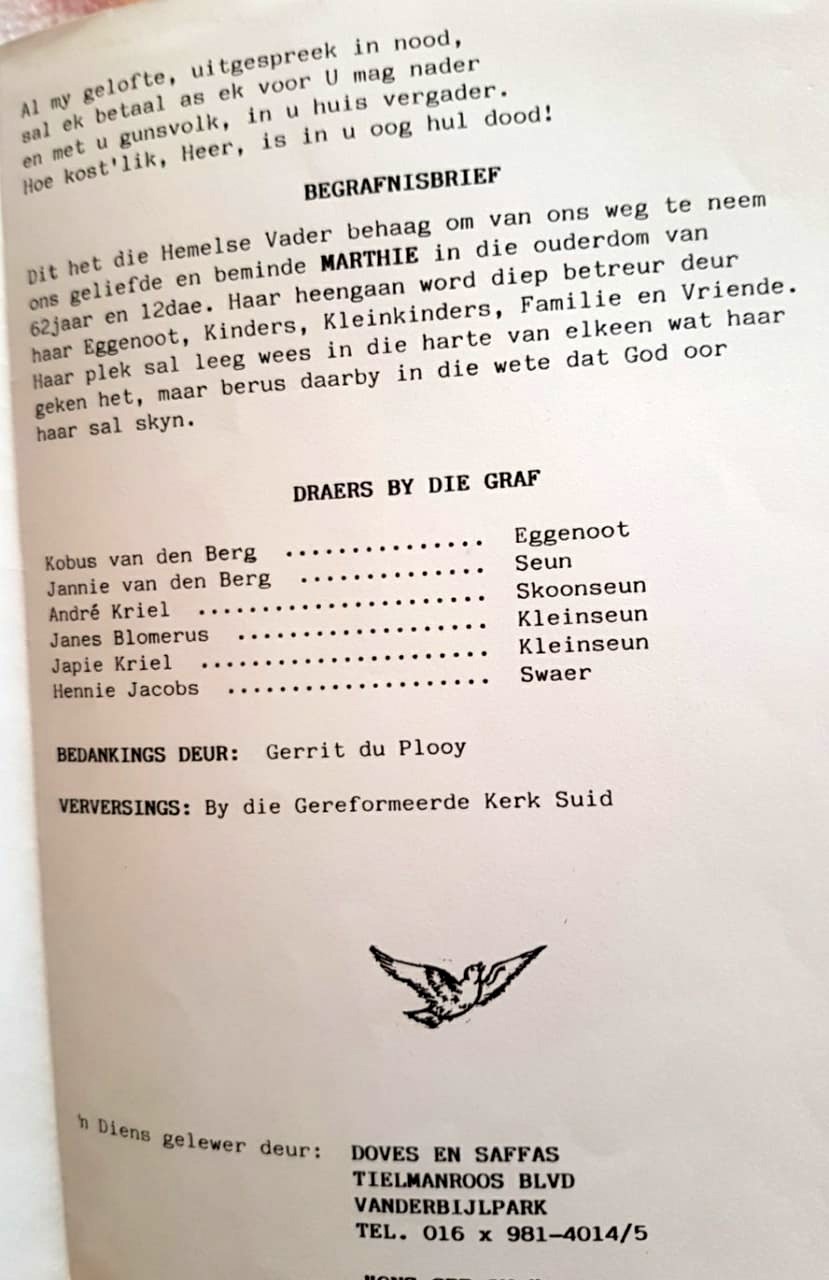 Al my gelofte, uitgespreek in nood,
sal ek betaal as ek voor U mag nader
en met u gunsvolk, in u huis vergader.
Hoe kost'lik, Heer, is in u oog hul dood!
BEGRAFNISBRIEF
Dit het die Hemelse Vader behaag om van ons weg te neem
ons geliefde en beminde MARTHIE in die ouderdom van
62jaar en 12dae. Haar heengaan word diep betreur deur
haar Eggenoot, Kinders, Kleinkinders, Familie en Vriende.
Haar plek sal leeg wees in die harte van elkeen wat haar
geken het, maar berus daarby in die wete dat God oor
haar sal skyn.
DRAERS BY DIE GRAF
Kobus van den Berg ............... Eggenoot
Jannie van den Berg .............. Seun
André Kriel ...................... Skoonseun
Janes Blomerus ................... Kleinseun
Japie Kriel ...................... Kleinseun
Hennie Jacobs .................... Swaer
BEDANKINGS DEUR: Gerrit du Plooy
VERVERSINGS: By die Gereformeerde Kerk Suid
'n Diens gelewer deur: DOVES EN SAFFAS
TIELMANROOS BLVD
VANDERBIJLPARK
TEL. 016 x 981-4014/5